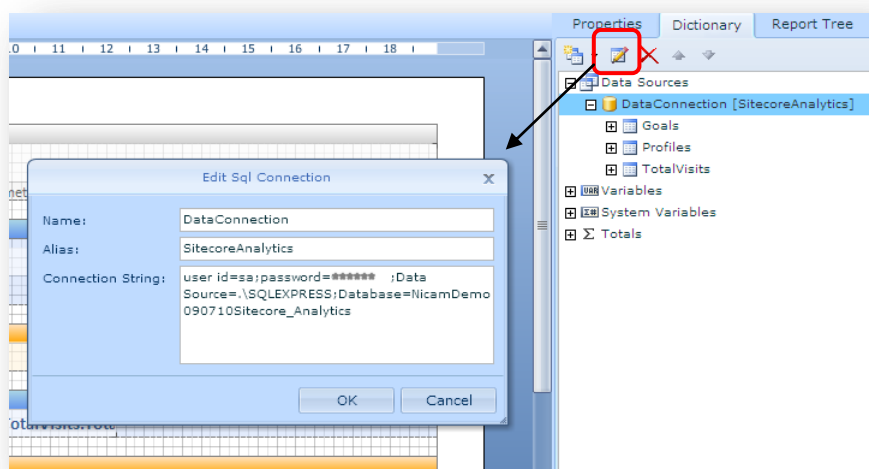 Properties Dictionary Report Tree
10 11 12 13 14 15 16 17 18
Data Sources
DataConnection [SitecoreAnalytics]
Goals
Profiles
TotalVisits
VAR Variables
System Variables
Σ Totals
Edit Sql Connection x
Name: DataConnection
Alias: SitecoreAnalytics
Connection String: user id=sa;password=****** ;Data
Source=.\SQLEXPRESS;Database=NicamDemo
090710Sitecore_Analytics
OK Cancel